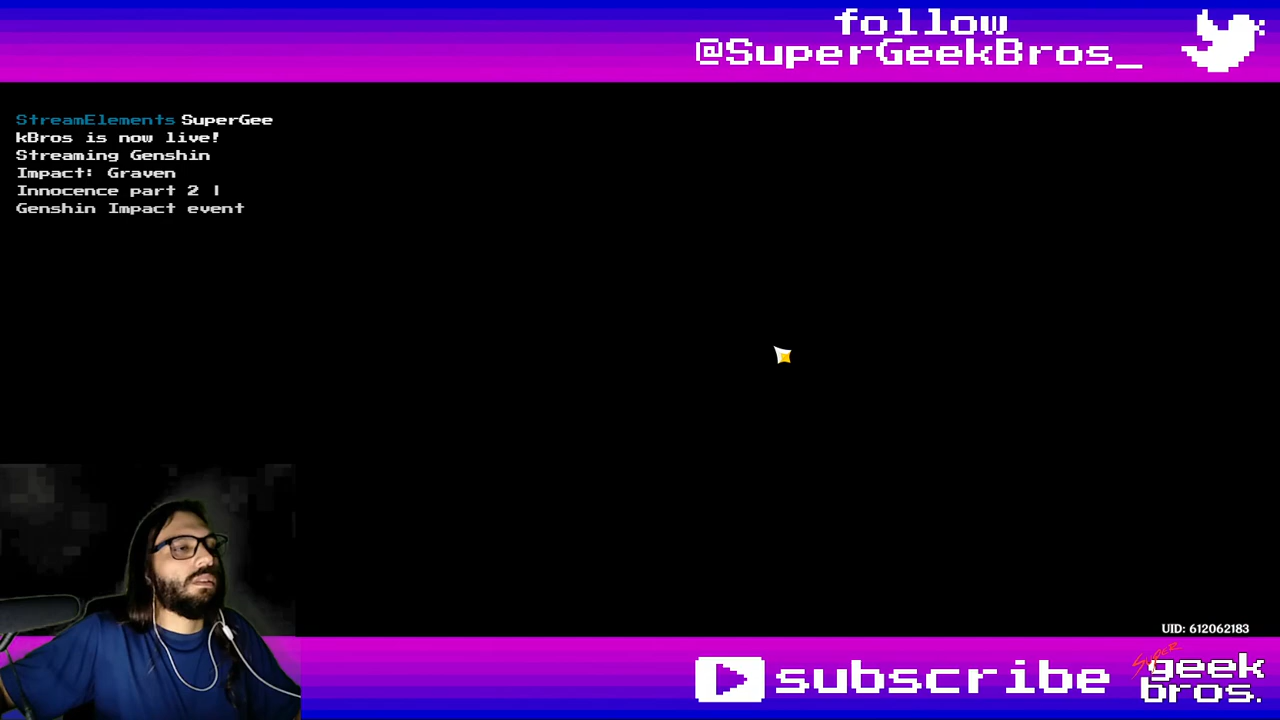 follow
@SuperGeekBros_
StreamElements SuperGee
kBros is now live!
Streaming Genshin
Impact: Graven
Innocence part 2 |
Genshin Impact event
UID: 612062183
subscribe
SUPER
geek
bros.